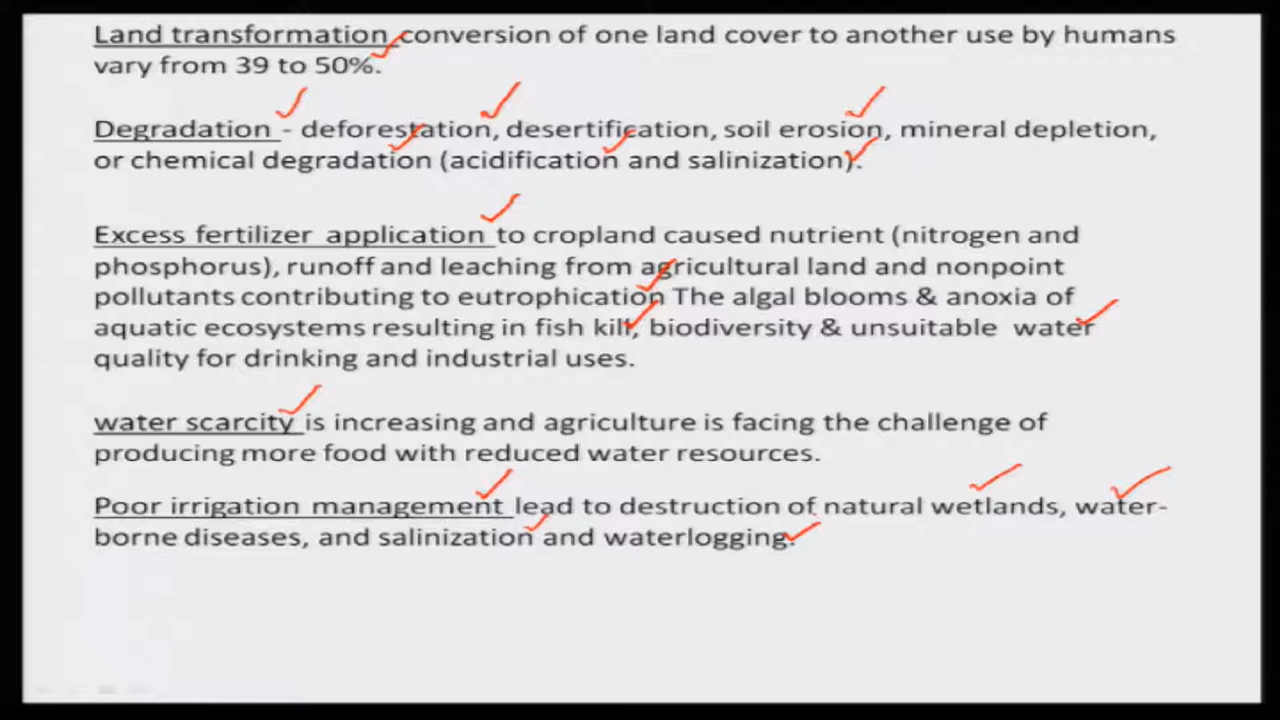 Land transformation conversion of one land cover to another use by humans
vary from 39 to 50%.
Degradation - deforestation, desertification, soil erosion, mineral depletion,
or chemical degradation (acidification and salinization).
Excess fertilizer application to cropland caused nutrient (nitrogen and
phosphorus), runoff and leaching from agricultural land and nonpoint
pollutants contributing to eutrophication The algal blooms & anoxia of
aquatic ecosystems resulting in fish kill, biodiversity & unsuitable water
quality for drinking and industrial uses.
water scarcity is increasing and agriculture is facing the challenge of
producing more food with reduced water resources.
Poor irrigation management lead to destruction of natural wetlands, water-
borne diseases, and salinization and waterlogging.